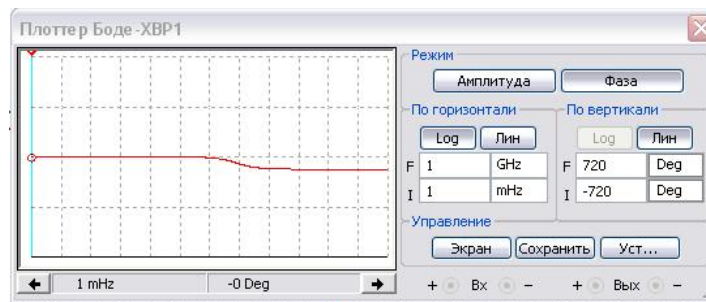 Плоттер Боде-XBP1
Режим
Амплитуда Фаза
По горизонтали По вертикали
Log Лин Log Лин
F 1 GHz F 720 Deg
I 1 mHz I -720 Deg
Управление
Экран Сохранить Уст...
1 mHz -0 Deg + Вх - + Вых -